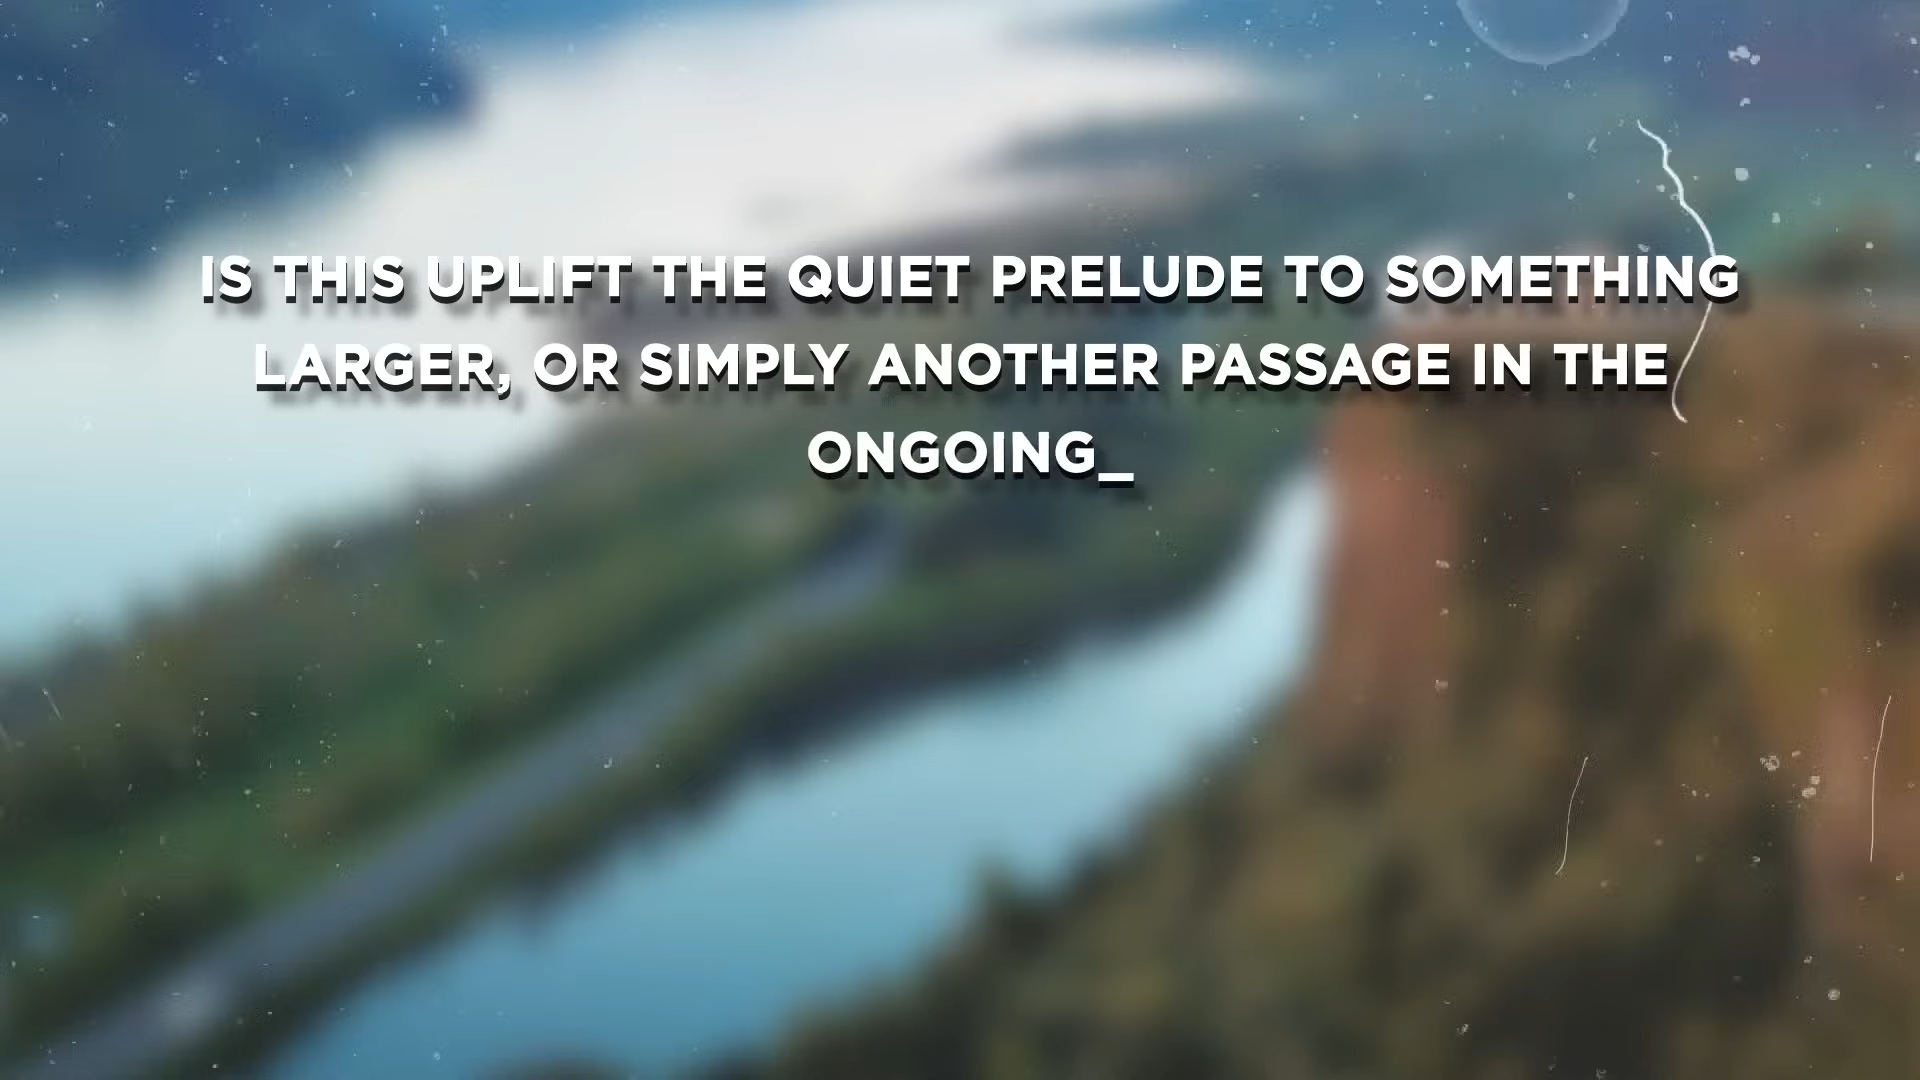 IS THIS UPLIFT THE QUIET PRELUDE TO SOMETHING
LARGER, OR SIMPLY ANOTHER PASSAGE IN THE
ONGOING_